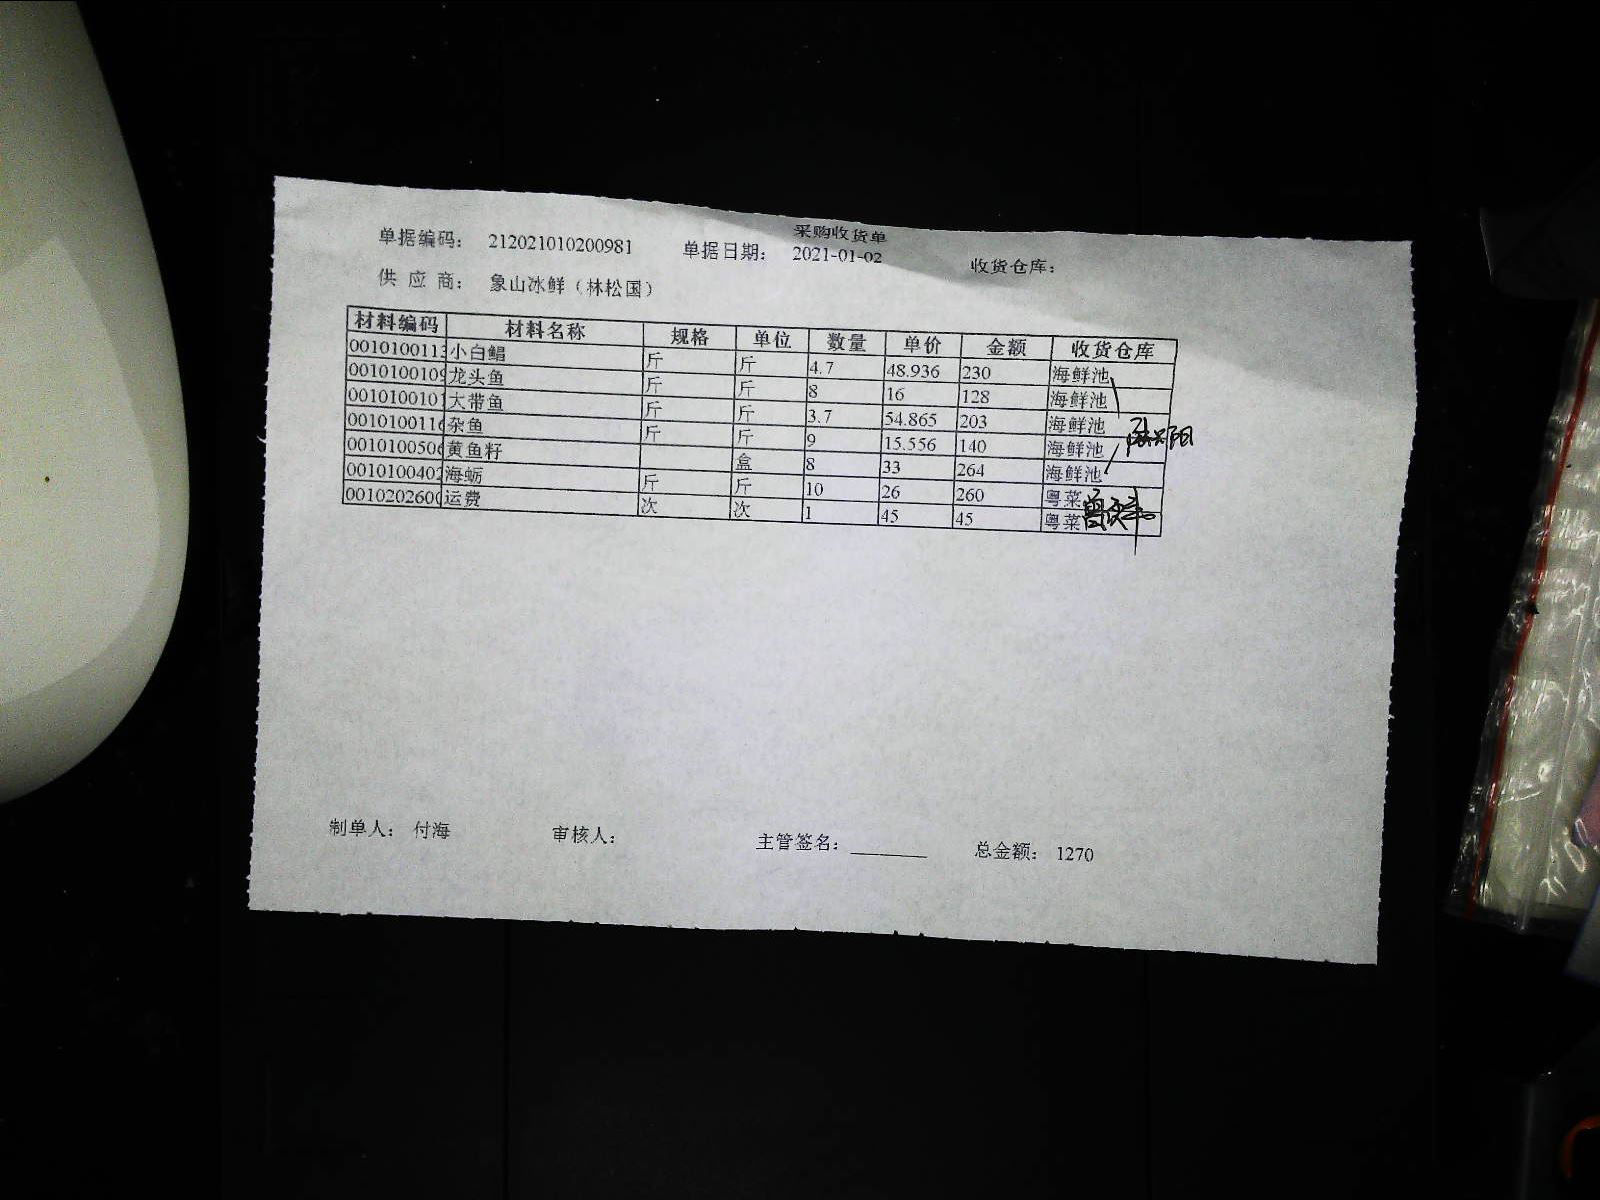 采购收货单
单据编码： 212021010200981 单据日期： 2021-01-02 收货仓库：
供 应 商： 象山冰鲜（林松国）
材料编码 材料名称 规格 单位 数量 单价 金额 收货仓库
0010100113 小白鲳 斤 斤 4.7 48.936 230 海鲜池
0010100109 龙头鱼 斤 斤 8 16 128 海鲜池
0010100101 大带鱼 斤 斤 3.7 54.865 203 海鲜池
0010100116 杂鱼 斤 斤 9 15.556 140 海鲜池
0010100506 黄鱼籽 盒 8 33 264 海鲜池
0010100402 海蛎 斤 斤 10 26 260 粤菜
0010202600 运费 次 次 1 45 45 粤菜
制单人： 付海 审核人： 主管签名： 总金额： 1270